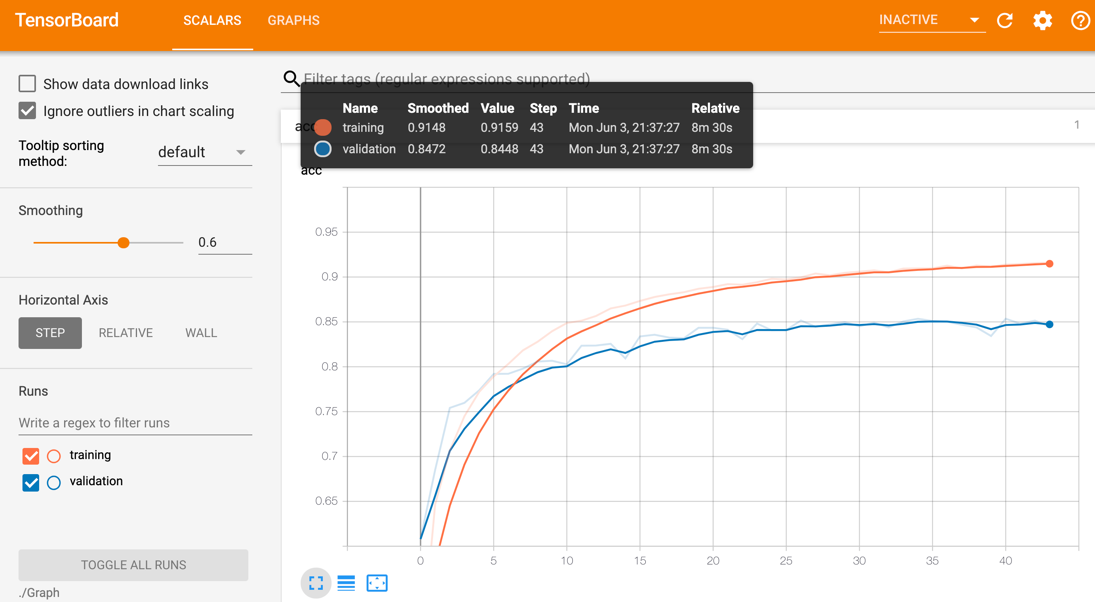 TensorBoard SCALARS GRAPHS INACTIVE
Show data download links
Ignore outliers in chart scaling
Tooltip sorting
method:
default
Smoothing
0.6
Horizontal Axis
STEP RELATIVE WALL
Runs
Write a regex to filter runs
training
validation
TOGGLE ALL RUNS
./Graph
Filter tags (regular expressions supported)
Name Smoothed Value Step Time Relative
training 0.9148 0.9159 43 Mon Jun 3, 21:37:27 8m 30s
validation 0.8472 0.8448 43 Mon Jun 3, 21:37:27 8m 30s
1
acc
0.95
0.9
0.85
0.8
0.75
0.7
0.65
0 5 10 15 20 25 30 35 40